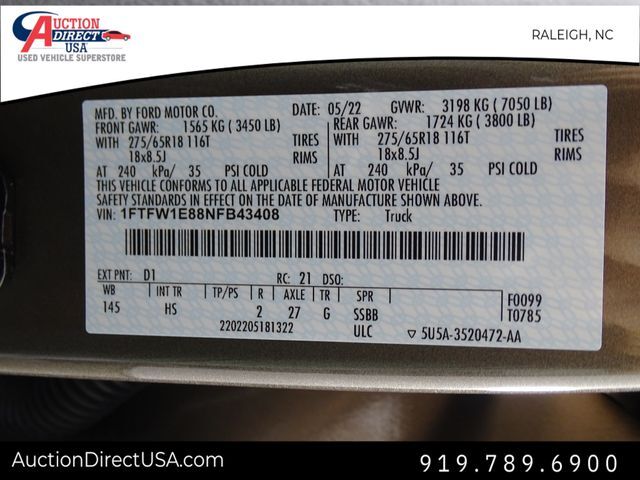 AUCTION
DIRECT
USA
USED VEHICLE SUPERSTORE
RALEIGH, NC
MFD. BY FORD MOTOR CO. DATE: 05/22 GVWR: 3198 KG ( 7050 LB)
FRONT GAWR: 1565 KG ( 3450 LB) REAR GAWR: 1724 KG ( 3800 LB)
WITH 275/65R18 116T TIRES WITH 275/65R18 116T TIRES
18x8.5J RIMS 18x8.5J RIMS
AT 240 kPa/ 35 PSI COLD AT 240 kPa/ 35 PSI COLD
THIS VEHICLE CONFORMS TO ALL APPLICABLE FEDERAL MOTOR VEHICLE
SAFETY STANDARDS IN EFFECT ON THE DATE OF MANUFACTURE SHOWN ABOVE.
VIN: 1FTFW1E88NFB43408 TYPE: Truck
EXT PNT: D1 RC: 21 DSO:
WB INT TR TP/PS R AXLE TR SPR F0099
145 HS 2 27 G SSBB T0785
2202205181322 ULC ▽ 5U5A-3520472-AA
AuctionDirectUSA.com
919.789.6900